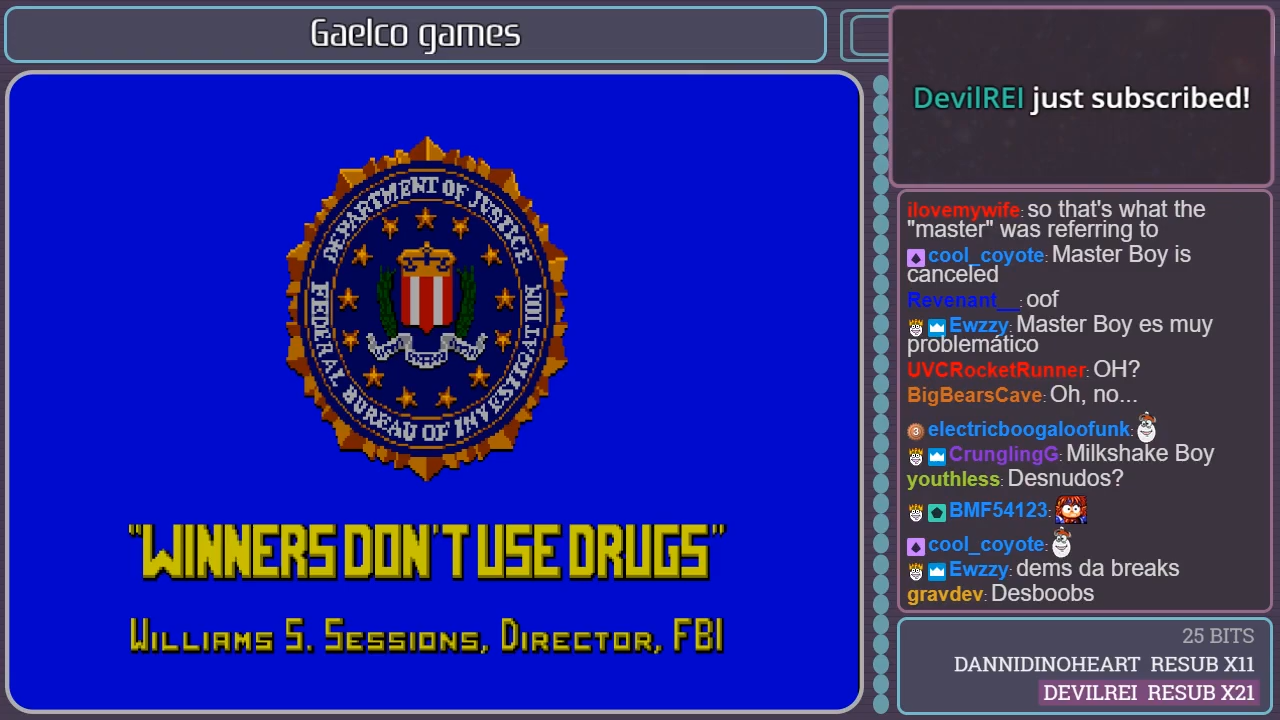 Gaelco games
DevilREI just subscribed!
DEPARTMENT OF JUSTICE
FEDERAL BUREAU OF INVESTIGATION
"WINNERS DON'T USE DRUGS"
WILLIAMS S. SESSIONS, DIRECTOR, FBI
ilovemywife: so that's what the
"master" was referring to
cool_coyote: Master Boy is
canceled
Revenant__: oof
Ewzzy: Master Boy es muy
problemático
UVCRocketRunner: OH?
BigBearsCave: Oh, no...
3 electricboogaloofunk:
CrunglingG: Milkshake Boy
youthless: Desnudos?
BMF54123:
cool_coyote:
Ewzzy: dems da breaks
gravdev: Desboobs
25 BITS
DANNIDINOHEART RESUB X11
DEVILREI RESUB X21